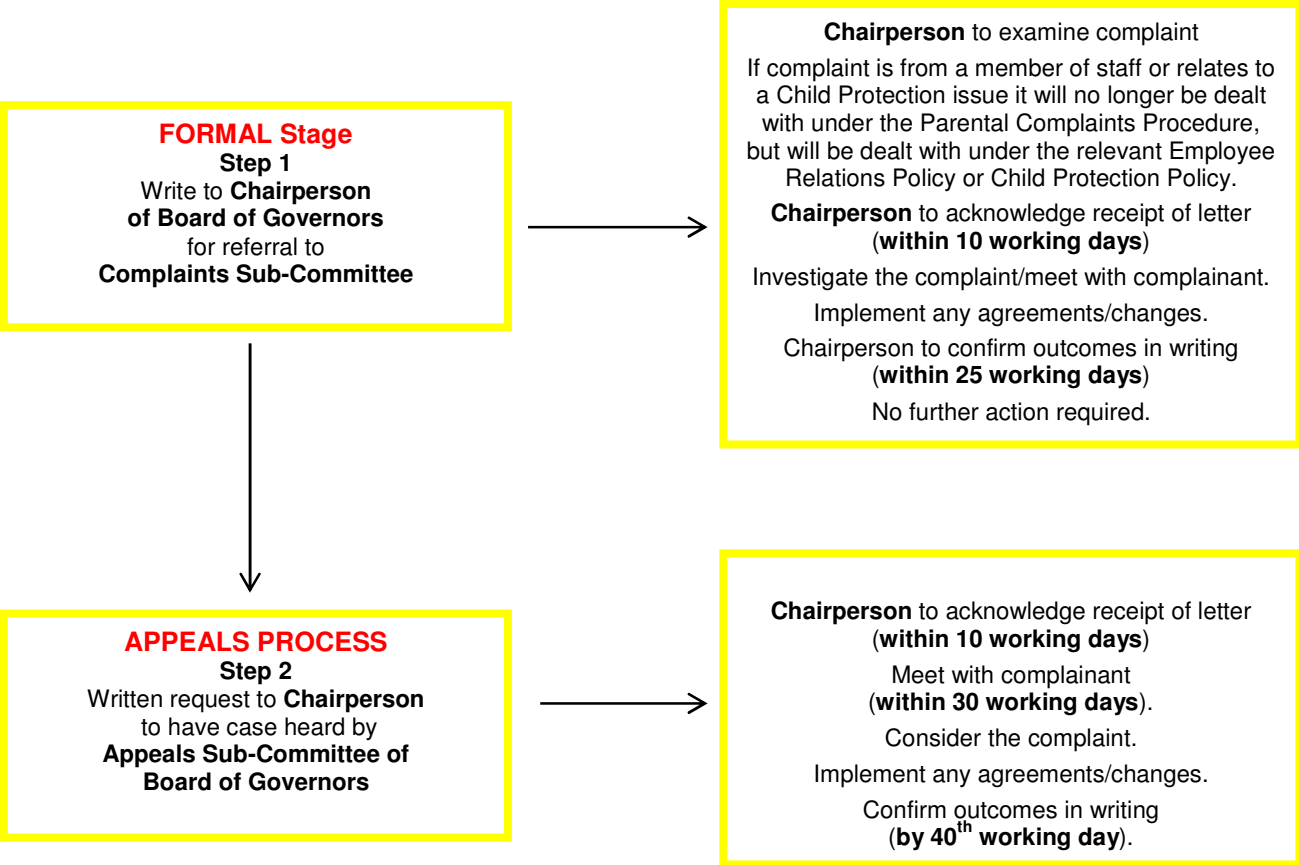 FORMAL Stage
Step 1
Write to Chairperson
of Board of Governors
for referral to
Complaints Sub-Committee
Chairperson to examine complaint
If complaint is from a member of staff or relates to
a Child Protection issue it will no longer be dealt
with under the Parental Complaints Procedure,
but will be dealt with under the relevant Employee
Relations Policy or Child Protection Policy.
Chairperson to acknowledge receipt of letter
(within 10 working days)
Investigate the complaint/meet with complainant.
Implement any agreements/changes.
Chairperson to confirm outcomes in writing
(within 25 working days)
No further action required.
APPEALS PROCESS
Step 2
Written request to Chairperson
to have case heard by
Appeals Sub-Committee of
Board of Governors
Chairperson to acknowledge receipt of letter
(within 10 working days)
Meet with complainant
(within 30 working days).
Consider the complaint.
Implement any agreements/changes.
Confirm outcomes in writing
(by 40th working day).